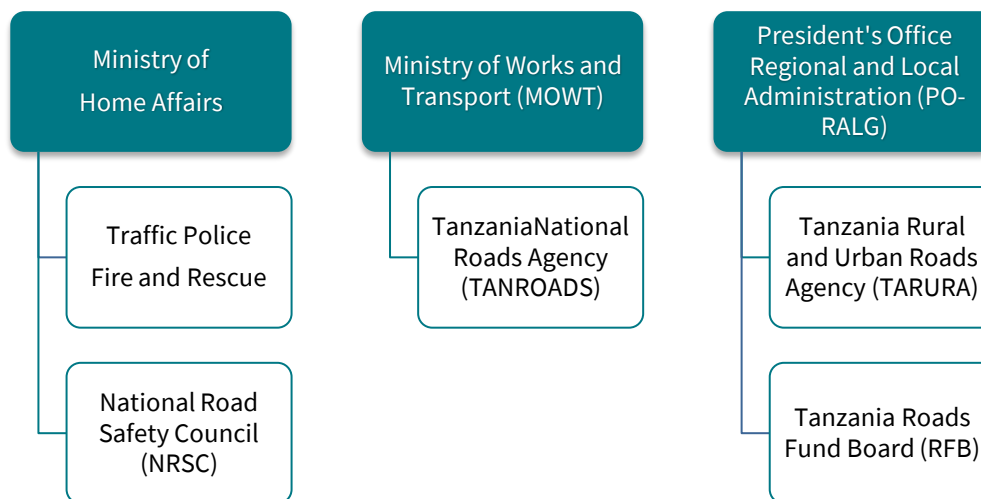 Ministry of
Home Affairs
Traffic Police
Fire and Rescue
National Road
Safety Council
(NRSC)
Ministry of Works and
Transport (MOWT)
TanzaniaNational
Roads Agency
(TANROADS)
President's Office
Regional and Local
Administration (PO-
RALG)
Tanzania Rural
and Urban Roads
Agency (TARURA)
Tanzania Roads
Fund Board (RFB)